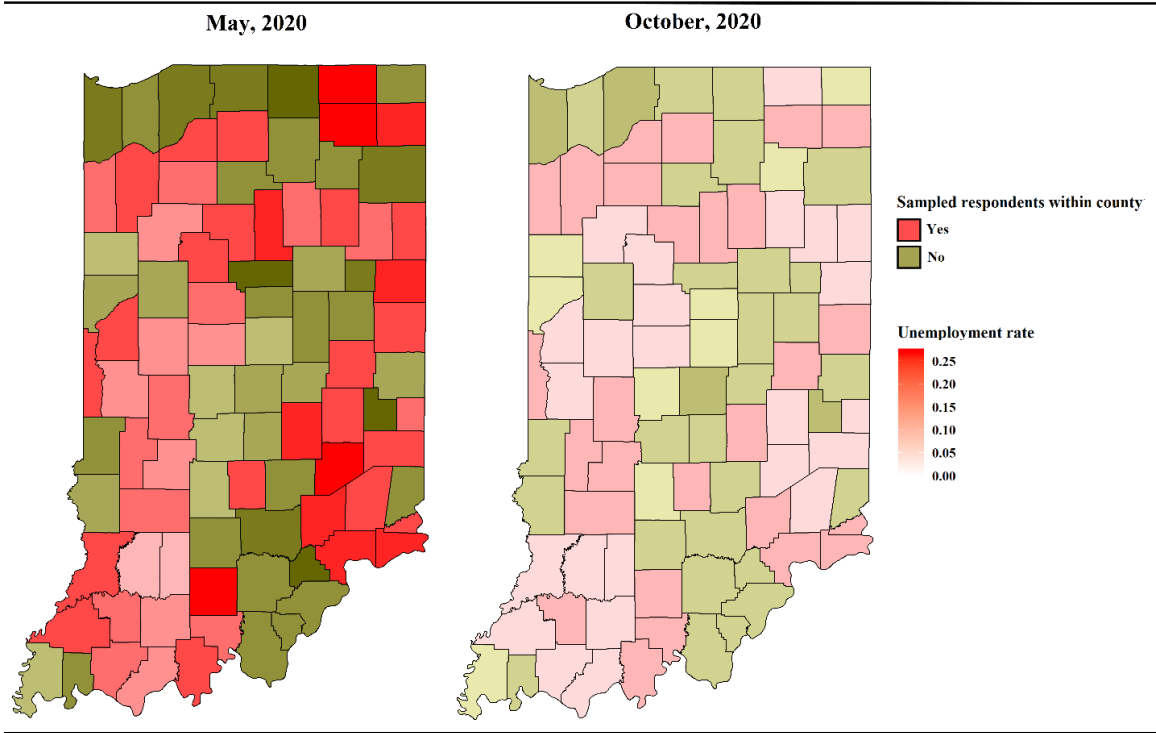 May, 2020
October, 2020
Sampled respondents within county
Yes
No
Unemployment rate
0.25
0.20
0.15
0.10
0.05
0.00